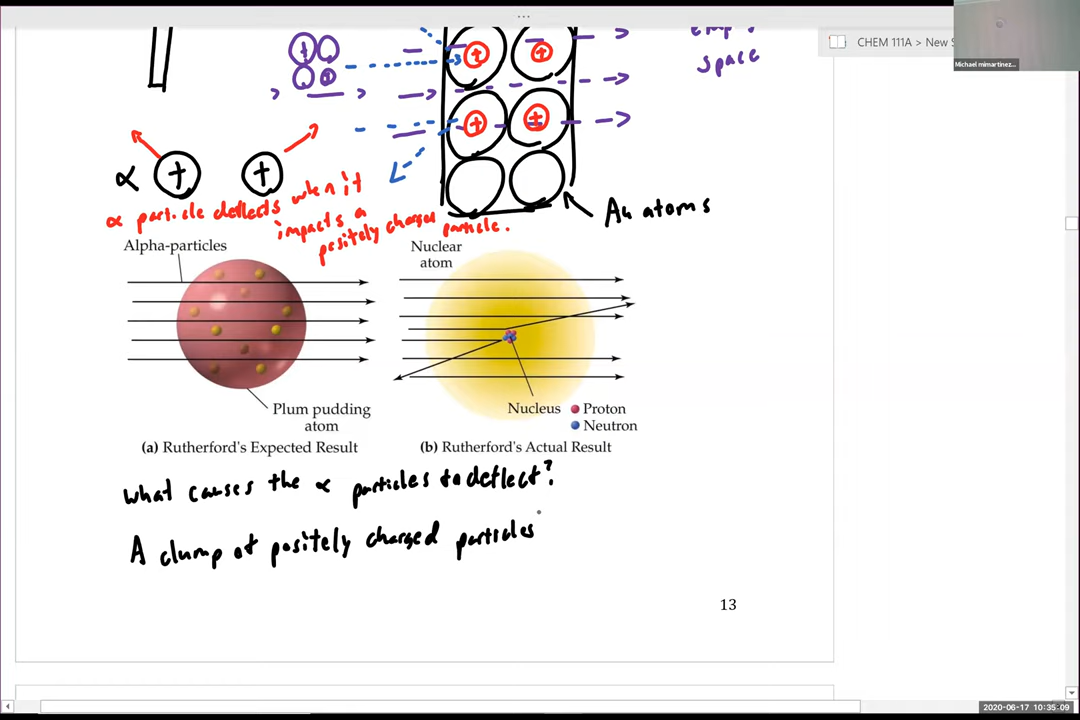 CHEM 111A > New
Michael mimartinez...
space
+
+
+
+
+
+
α
+
+
Au atoms
α particle deflects when it
impacts a
positely charged particle.
Alpha-particles
Nuclear
atom
Plum pudding
atom
Nucleus
Proton
Neutron
(a) Rutherford's Expected Result
(b) Rutherford's Actual Result
What causes the α particles to deflect?
A clump of positely charged particles
13
2020-06-17 10:35:09